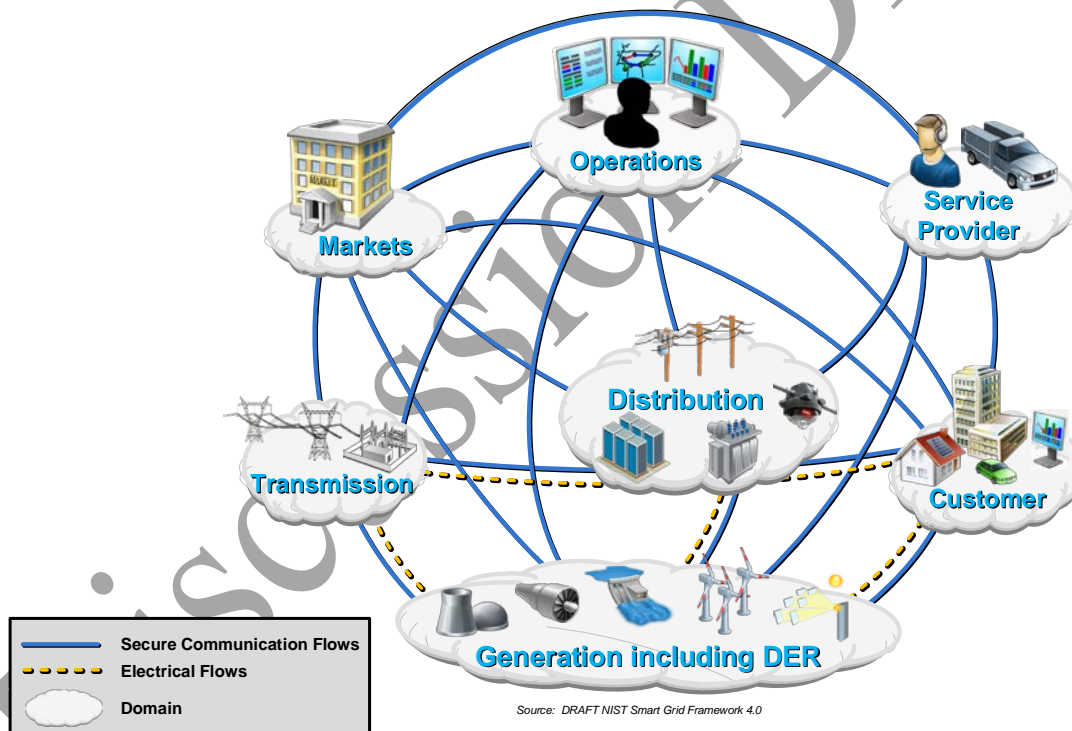 Operations
MARKET
Markets
Service
Provider
Distribution
Transmission
Customer
Generation including DER
Secure Communication Flows
Electrical Flows
Domain
Source: DRAFT NIST Smart Grid Framework 4.0